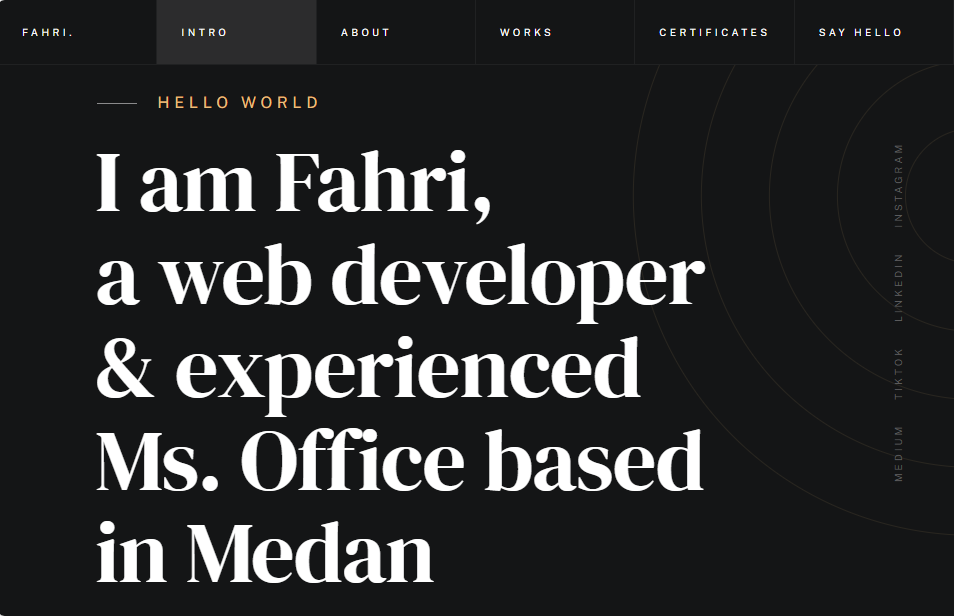 FAHRI.
INTRO
ABOUT
WORKS
CERTIFICATES
SAY HELLO
HELLO WORLD
I am Fahri,
a web developer
& experienced
Ms. Office based
in Medan
INSTAGRAM
LINKEDIN
TIKTOK
MEDIUM